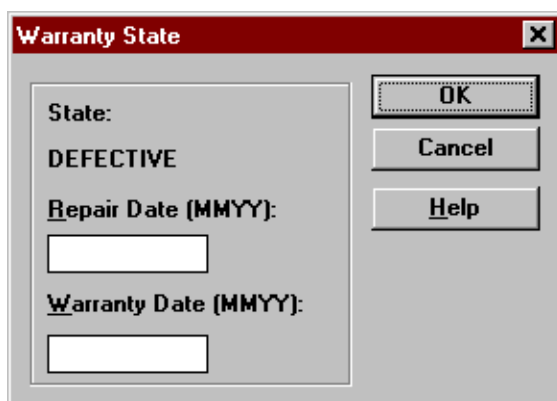 Warranty State
State:
DEFECTIVE
Repair Date (MMYY):
Warranty Date (MMYY):
OK
Cancel
Help